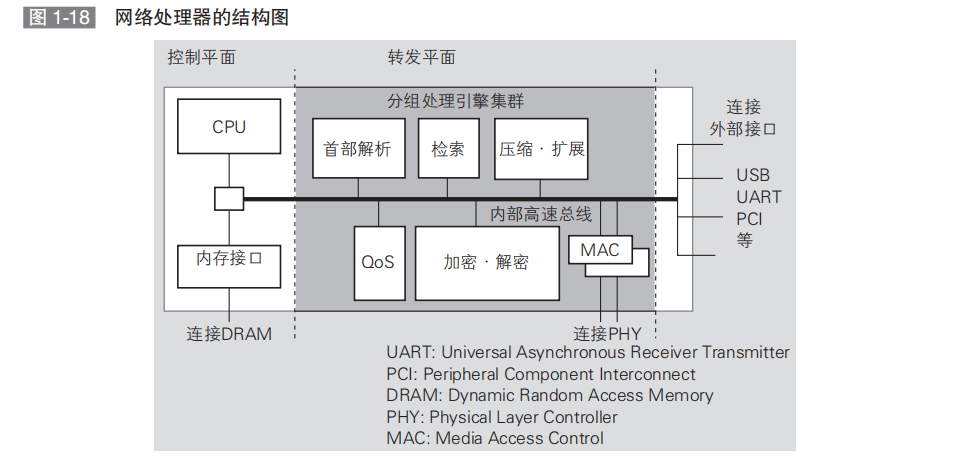 图 1-18 网络处理器的结构图
控制平面 转发平面
分组处理引擎集群
CPU
首部解析 检索 压缩·扩展
连接
外部接口
USB
UART
PCI
等
内部高速总线
内存接口
QoS
加密·解密
MAC
连接DRAM
连接PHY
UART: Universal Asynchronous Receiver Transmitter
PCI: Peripheral Component Interconnect
DRAM: Dynamic Random Access Memory
PHY: Physical Layer Controller
MAC: Media Access Control